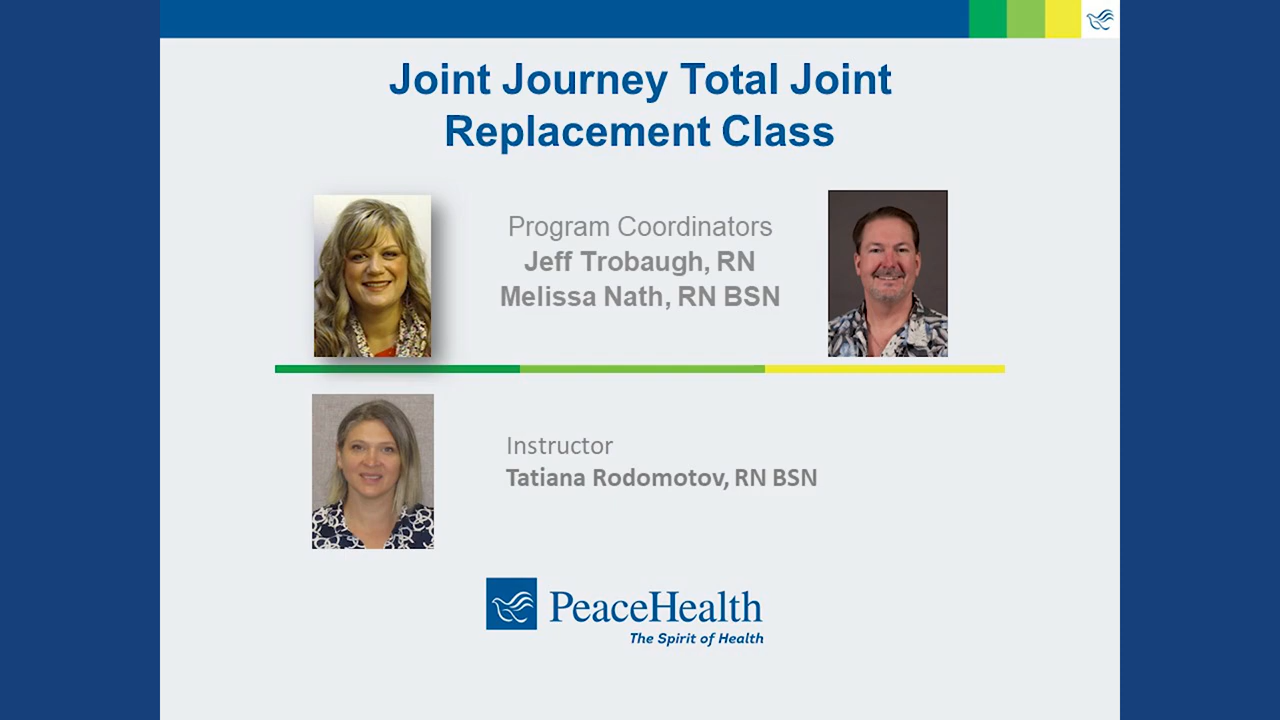 Joint Journey Total Joint
Replacement Class
Program Coordinators
Jeff Trobaugh, RN
Melissa Nath, RN BSN
Instructor
Tatiana Rodomotov, RN BSN
PeaceHealth
The Spirit of Health